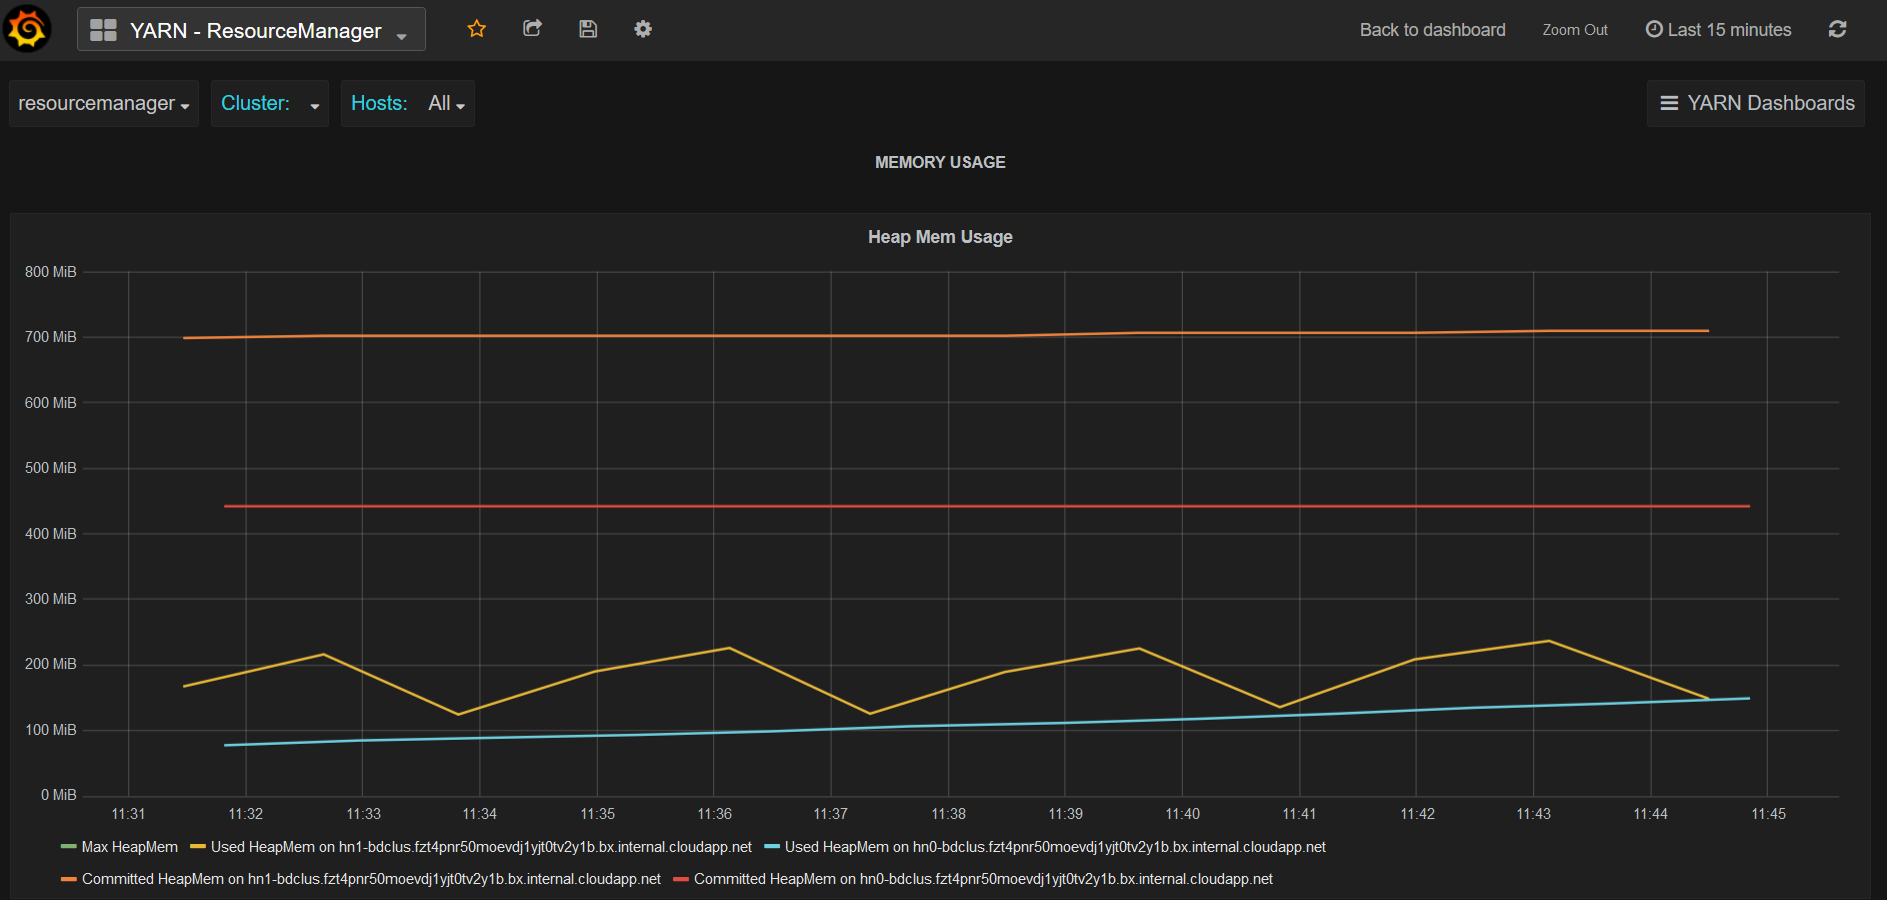 YARN - ResourceManager
Back to dashboard Zoom Out Last 15 minutes
resourcemanager Cluster: Hosts: All YARN Dashboards
MEMORY USAGE
Heap Mem Usage
800 MiB
700 MiB
600 MiB
500 MiB
400 MiB
300 MiB
200 MiB
100 MiB
0 MiB
11:31 11:32 11:33 11:34 11:35 11:36 11:37 11:38 11:39 11:40 11:41 11:42 11:43 11:44 11:45
Max HeapMem Used HeapMem on hn1-bdclus.fzt4pnr50moevdj1yjt0tv2y1b.bx.internal.cloudapp.net Used HeapMem on hn0-bdclus.fzt4pnr50moevdj1yjt0tv2y1b.bx.internal.cloudapp.net
Committed HeapMem on hn1-bdclus.fzt4pnr50moevdj1yjt0tv2y1b.bx.internal.cloudapp.net Committed HeapMem on hn0-bdclus.fzt4pnr50moevdj1yjt0tv2y1b.bx.internal.cloudapp.net